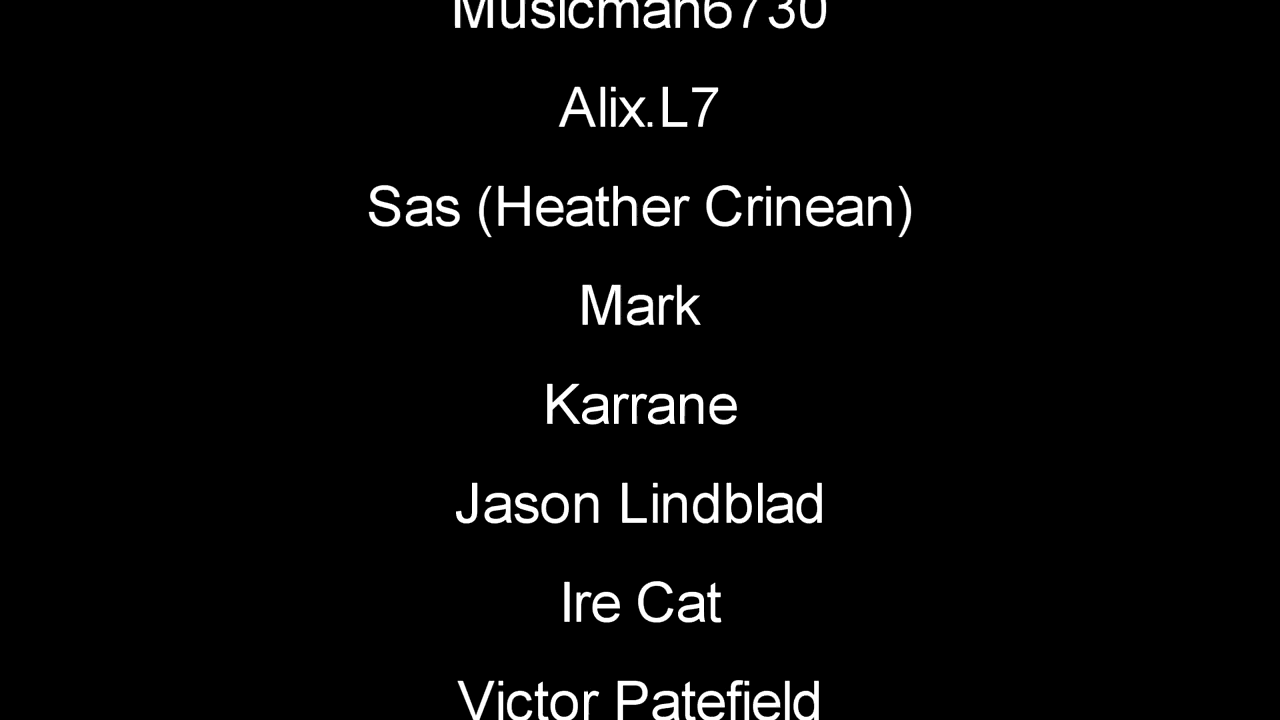 Musicman6730
Alix.L7
Sas (Heather Crinean)
Mark
Karrane
Jason Lindblad
Ire Cat
Victor Patefield